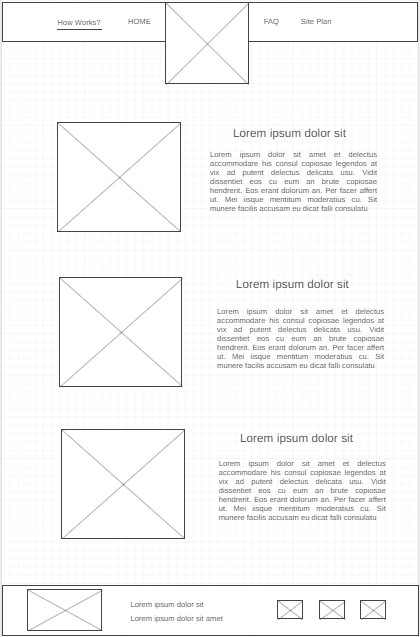 How Works? HOME FAQ Site Plan
Lorem ipsum dolor sit
Lorem ipsum dolor sit amet et delectus
accommodare his consul copiosae legendos at
vix ad putent delectus delicata usu. Vidit
dissentiet eos cu eum an brute copiosae
hendrerit. Eos erant dolorum an. Per facer affert
ut. Mei iisque mentitum moderatius cu. Sit
munere facilis accusam eu dicat falli consulatu
Lorem ipsum dolor sit
Lorem ipsum dolor sit amet et delectus
accommodare his consul copiosae legendos at
vix ad putent delectus delicata usu. Vidit
dissentiet eos cu eum an brute copiosae
hendrerit. Eos erant dolorum an. Per facer affert
ut. Mei iisque mentitum moderatius cu. Sit
munere facilis accusam eu dicat falli consulatu
Lorem ipsum dolor sit
Lorem ipsum dolor sit amet et delectus
accommodare his consul copiosae legendos at
vix ad putent delectus delicata usu. Vidit
dissentiet eos cu eum an brute copiosae
hendrerit. Eos erant dolorum an. Per facer affert
ut. Mei iisque mentitum moderatius cu. Sit
munere facilis accusam eu dicat falli consulatu
Lorem ipsum dolor sit
Lorem ipsum dolor sit amet